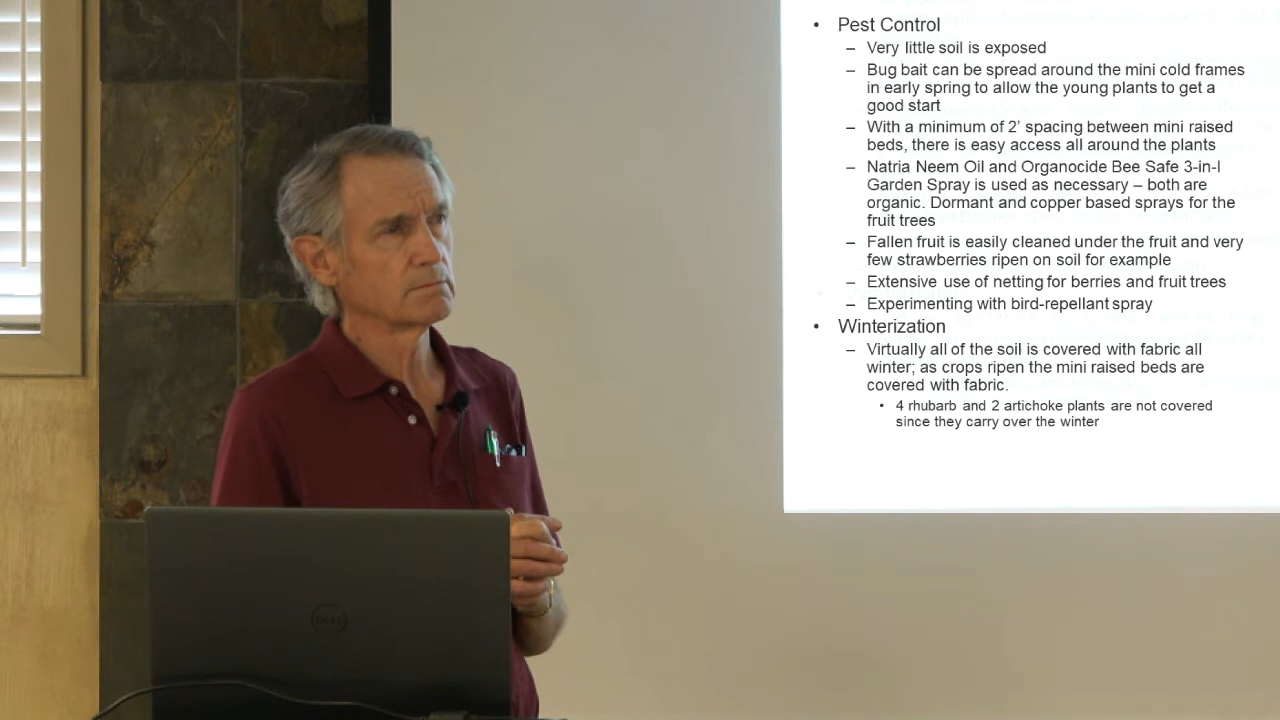 • Pest Control
– Very little soil is exposed
– Bug bait can be spread around the mini cold frames
in early spring to allow the young plants to get a
good start
– With a minimum of 2' spacing between mini raised
beds, there is easy access all around the plants
– Natria Neem Oil and Organocide Bee Safe 3-in-l
Garden Spray is used as necessary – both are
organic. Dormant and copper based sprays for the
fruit trees
– Fallen fruit is easily cleaned under the fruit and very
few strawberries ripen on soil for example
– Extensive use of netting for berries and fruit trees
– Experimenting with bird-repellant spray
• Winterization
– Virtually all of the soil is covered with fabric all
winter; as crops ripen the mini raised beds are
covered with fabric.
• 4 rhubarb and 2 artichoke plants are not covered
since they carry over the winter
DELL